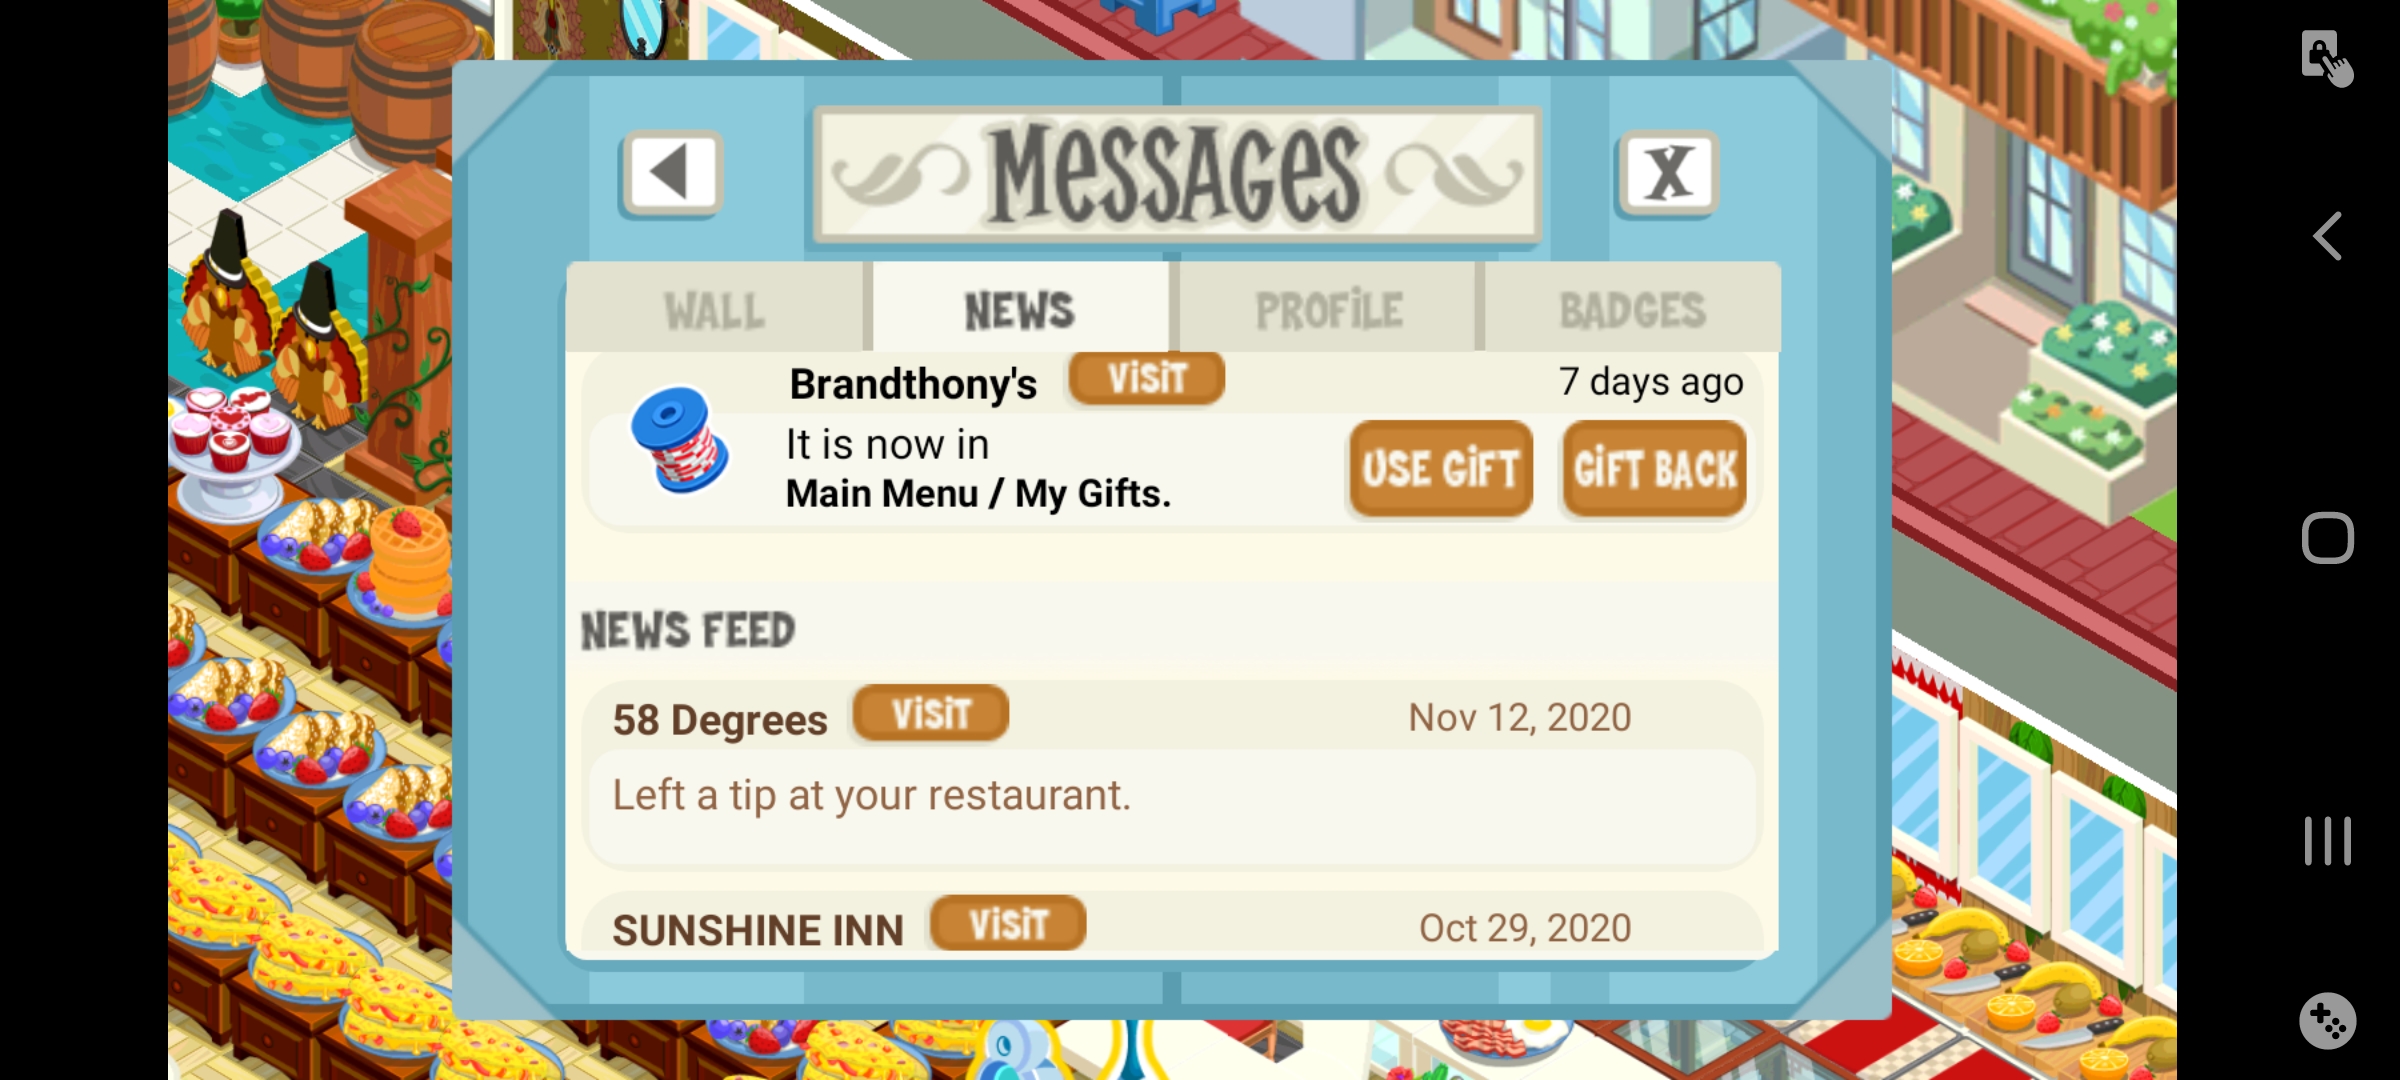 MESSAGES
X
WALL
NEWS
PROFILE
BADGES
Brandthony's
VISIT
7 days ago
It is now in
Main Menu / My Gifts.
USE GIFT
GIFT BACK
NEWS FEED
58 Degrees
VISIT
Nov 12, 2020
Left a tip at your restaurant.
SUNSHINE INN
VISIT
Oct 29, 2020